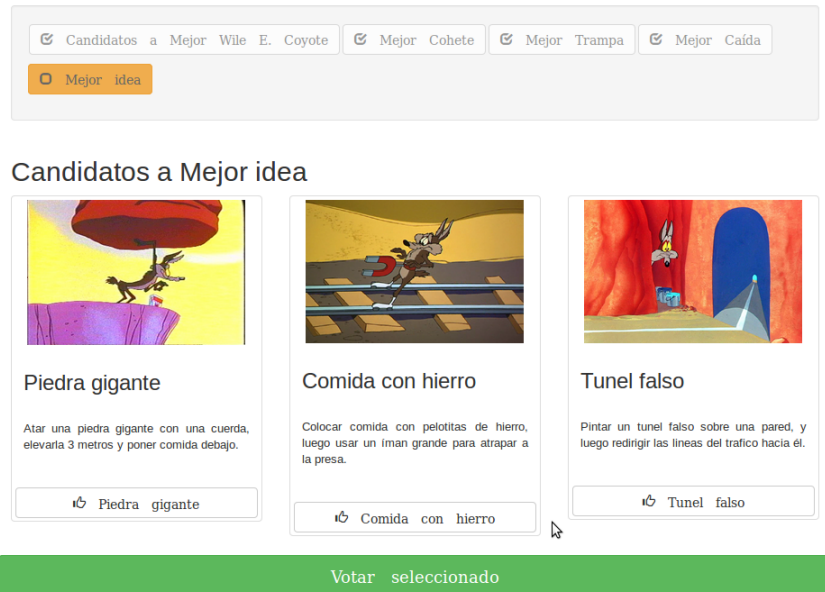 Candidatos a Mejor Wile E. Coyote Mejor Cohete Mejor Trampa Mejor Caída
Mejor idea
Candidatos a Mejor idea
Piedra gigante
Atar una piedra gigante con una cuerda,
elevarla 3 metros y poner comida debajo.
Piedra gigante
Comida con hierro
Colocar comida con pelotitas de hierro,
luego usar un íman grande para atrapar a
la presa.
Comida con hierro
Tunel falso
Pintar un tunel falso sobre una pared, y
luego redirigir las lineas del trafico hacia él.
Tunel falso
Votar seleccionado